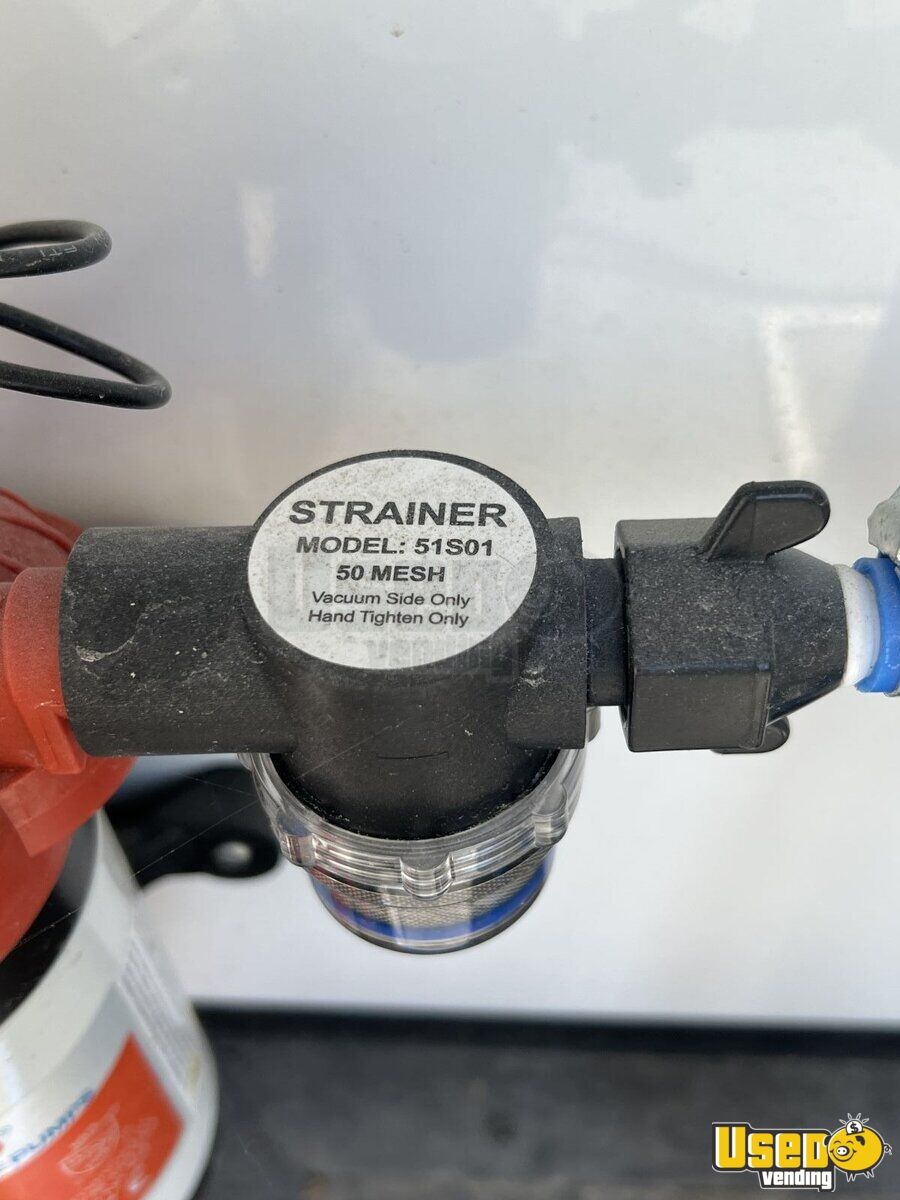 STRAINER
MODEL: 51S01
50 MESH
Vacuum Side Only
Hand Tighten Only
PUMPS
USED
vending